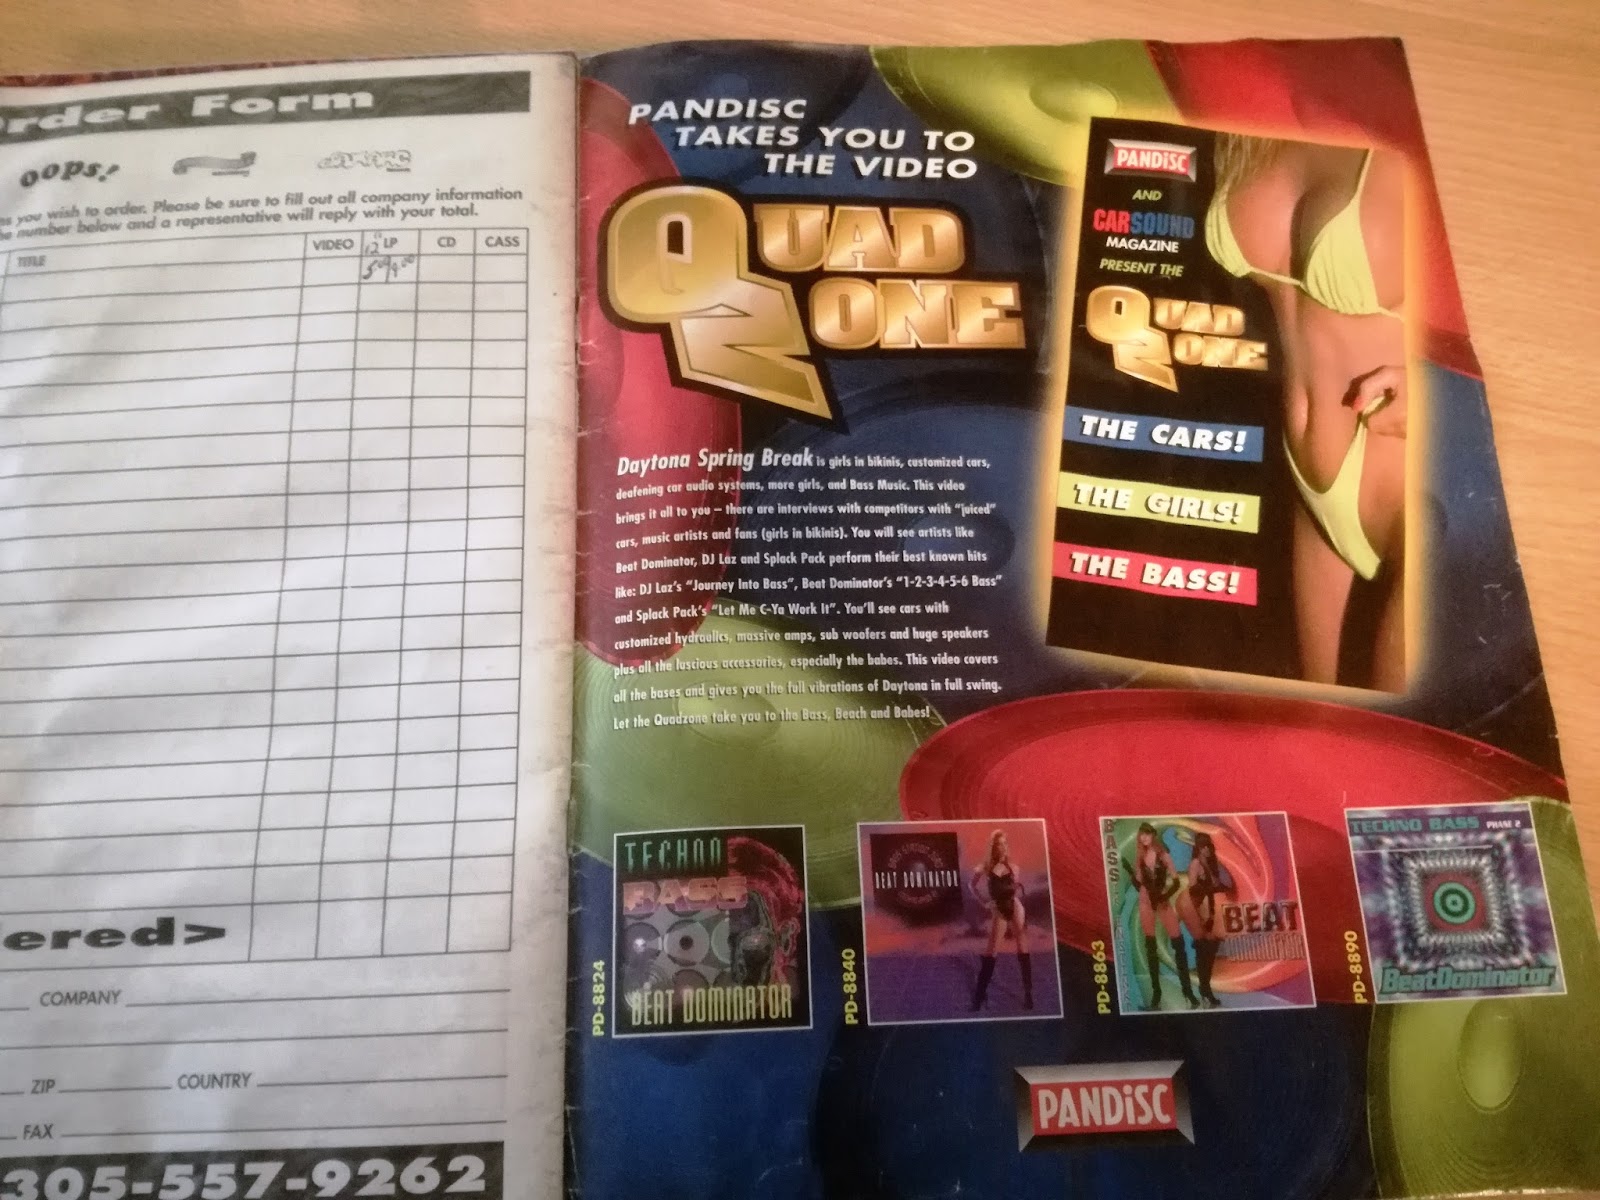 Order Form
oops!
ns you wish to order. Please be sure to fill out all company information
he number below and a representative will reply with your total.
TITLE
VIDEO
12" LP
CD
CASS
5.00/9.00
ered>
COMPANY
ZIP
COUNTRY
FAX
305-557-9262
PANDISC
TAKES YOU TO
THE VIDEO
QUAD
ZONE
Daytona Spring Break is girls in bikinis, customized cars,
deafening car audio systems, more girls, and Bass Music. This video
brings it all to you – there are interviews with competitors with "juiced"
cars, music artists and fans (girls in bikinis). You will see artists like
Beat Dominator, DJ Laz and Splack Pack perform their best known hits
like: DJ Laz's "Journey Into Bass", Beat Dominator's "1-2-3-4-5-6 Bass"
and Splack Pack's "Let Me C-Ya Work It". You'll see cars with
customized hydraulics, massive amps, sub woofers and huge speakers
plus all the luscious accessories, especially the babes. This video covers
all the bases and gives you the full vibrations of Daytona in full swing.
Let the Quadzone take you to the Bass, Beach and Babes!
PANDiSC
AND
CARSOUND
MAGAZINE
PRESENT THE
QUAD
ZONE
THE CARS!
THE GIRLS!
THE BASS!
PD-8824
TECHNO
BASS
BEAT DOMINATOR
PD-8840
BEAT DOMINATOR
PD-8863
BASS
BEAT
DOMINATOR
PD-8890
TECHNO BASS PHASE 2
BeatDominator
PANDiSC